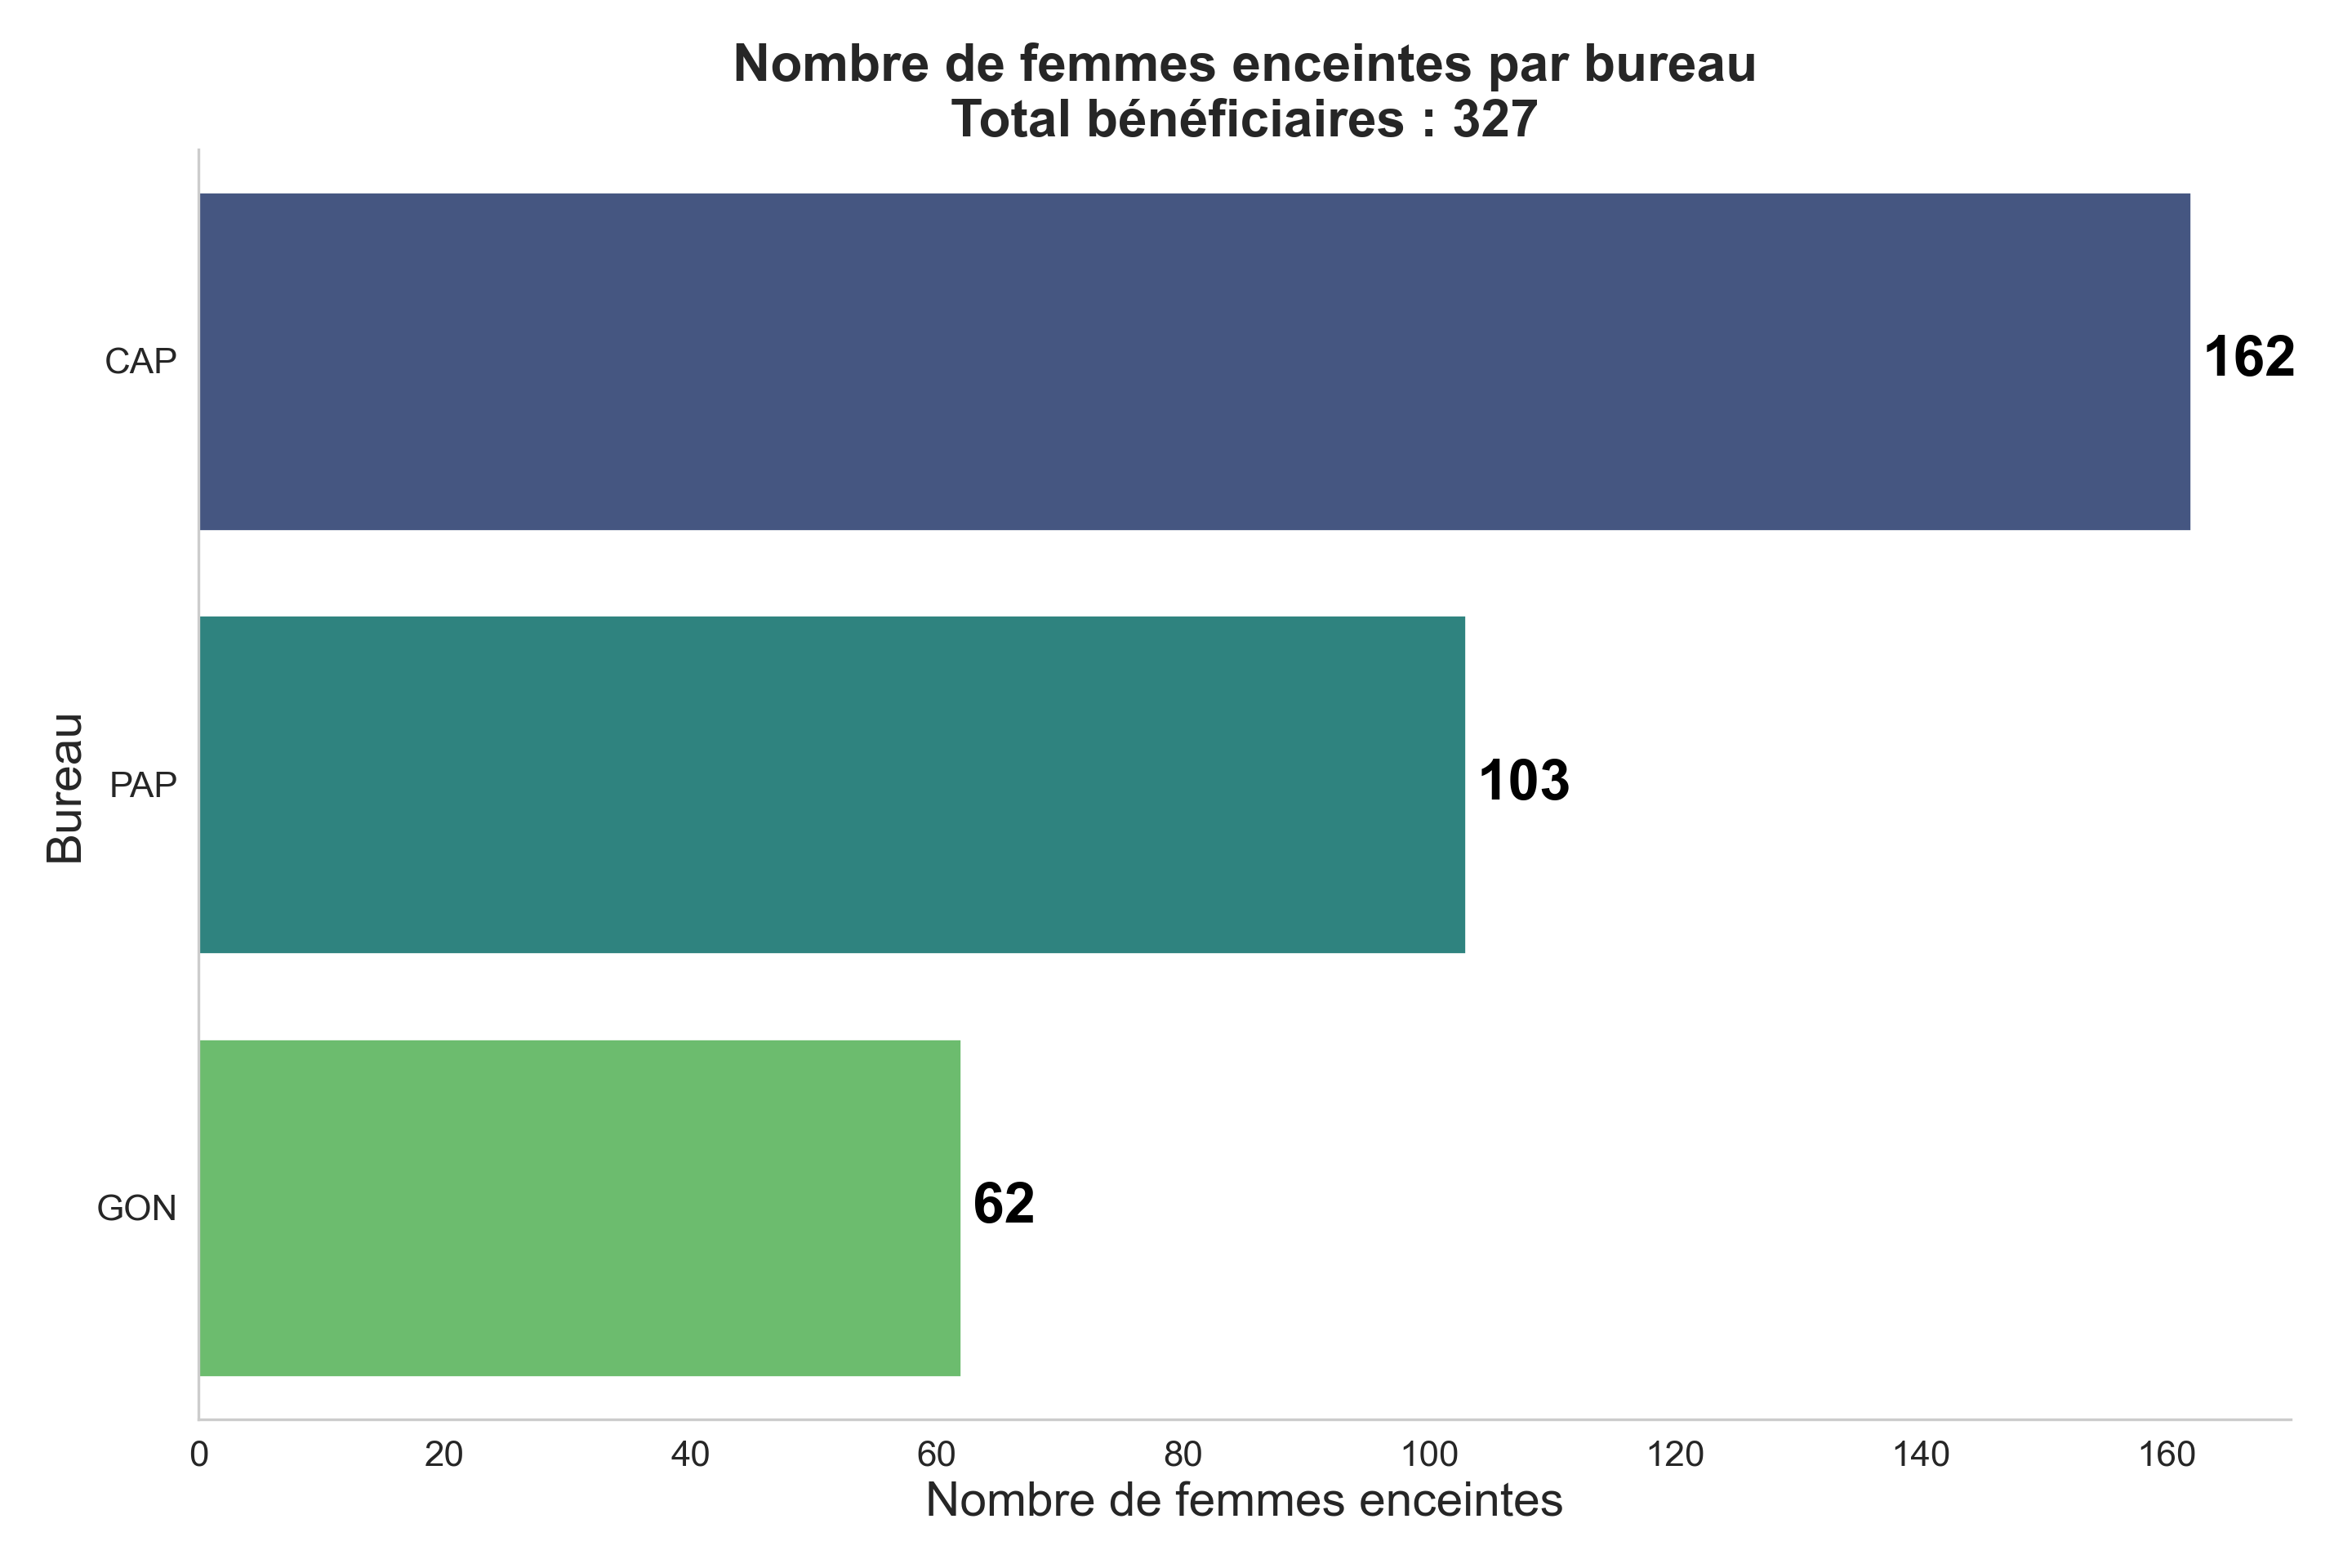 Nombre de femmes enceintes par bureau
Total bénéficiaires : 327
CAP
162
Bureau
PAP
103
GON
62
0 20 40 60 80 100 120 140 160
Nombre de femmes enceintes